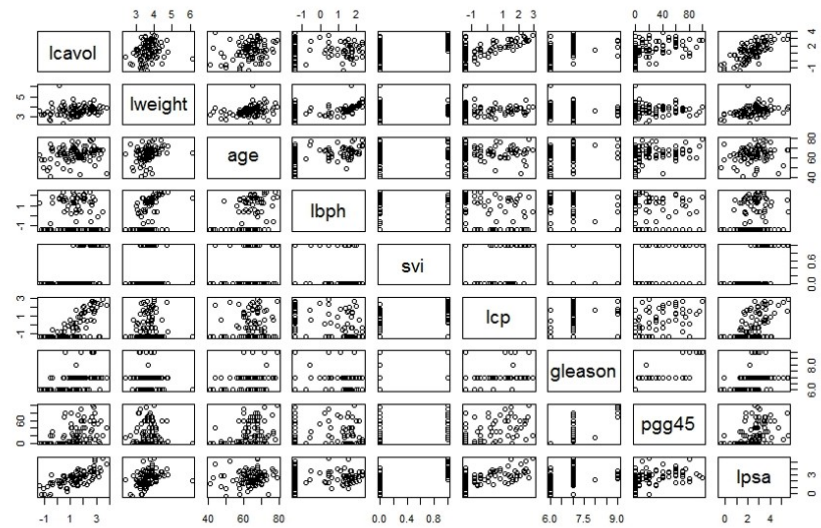 3 4 5 6 -1 0 1 2 -1 0 1 2 3 0 40 80
lcavol -1 2 4
3 5 lweight
age 40 60 80
-1 1 lbph
svi 0.0 0.6
-1 1 3 lcp
gleason 6.0 8.0
0 60 pgg45
lpsa 0 3
-1 1 3 40 60 80 0.0 0.4 0.8 6.0 7.5 9.0 0 2 4